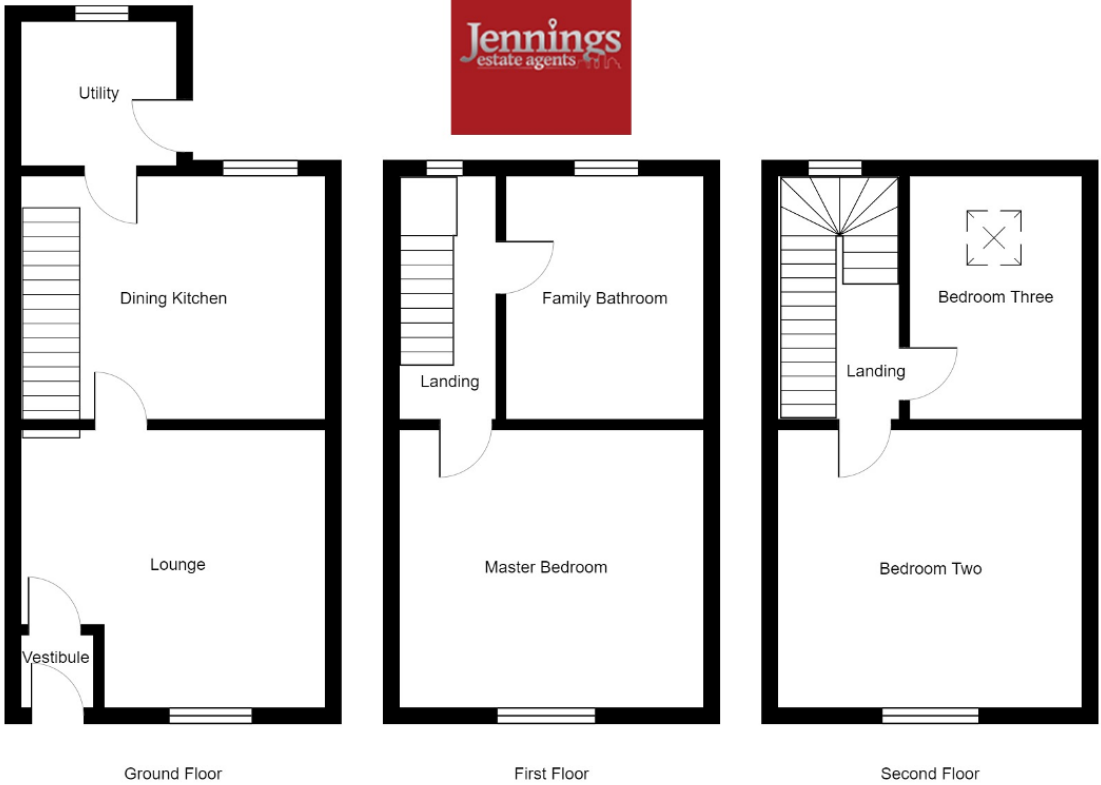 Jennings
estate agents
Utility
Dining Kitchen
Lounge
Vestibule
Ground Floor
Family Bathroom
Landing
Master Bedroom
First Floor
Bedroom Three
Landing
Bedroom Two
Second Floor